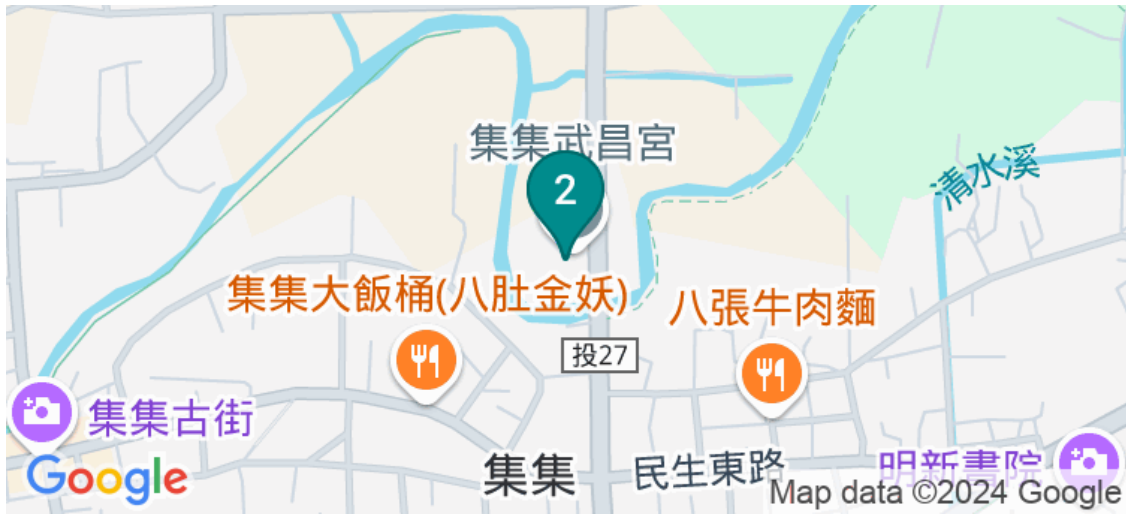 集集武昌宮
2
清水溪
集集大飯桶(八肚金妖)
八張牛肉麵
投27
集集古街
集集
民生東路
明新書院
Google
Map data ©2024 Google